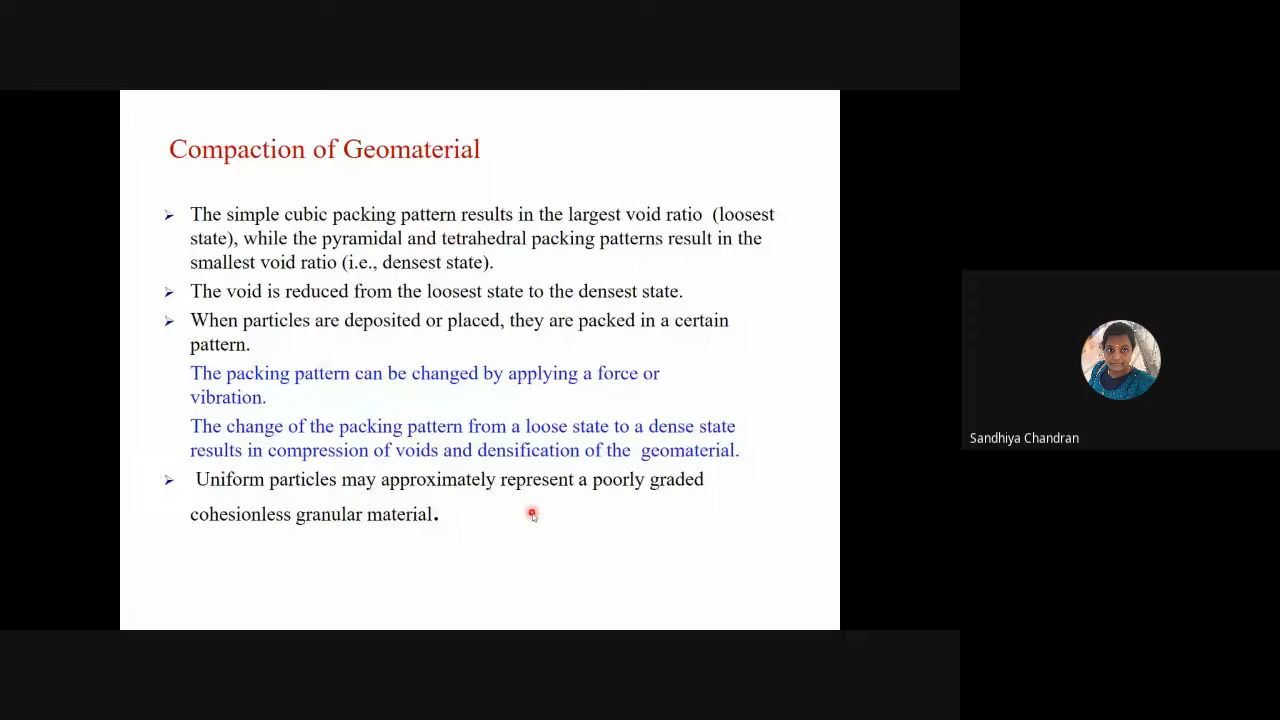 Compaction of Geomaterial
➢ The simple cubic packing pattern results in the largest void ratio (loosest
state), while the pyramidal and tetrahedral packing patterns result in the
smallest void ratio (i.e., densest state).
➢ The void is reduced from the loosest state to the densest state.
➢ When particles are deposited or placed, they are packed in a certain
pattern.
The packing pattern can be changed by applying a force or
vibration.
The change of the packing pattern from a loose state to a dense state
results in compression of voids and densification of the geomaterial.
➢ Uniform particles may approximately represent a poorly graded
cohesionless granular material.
Sandhiya Chandran